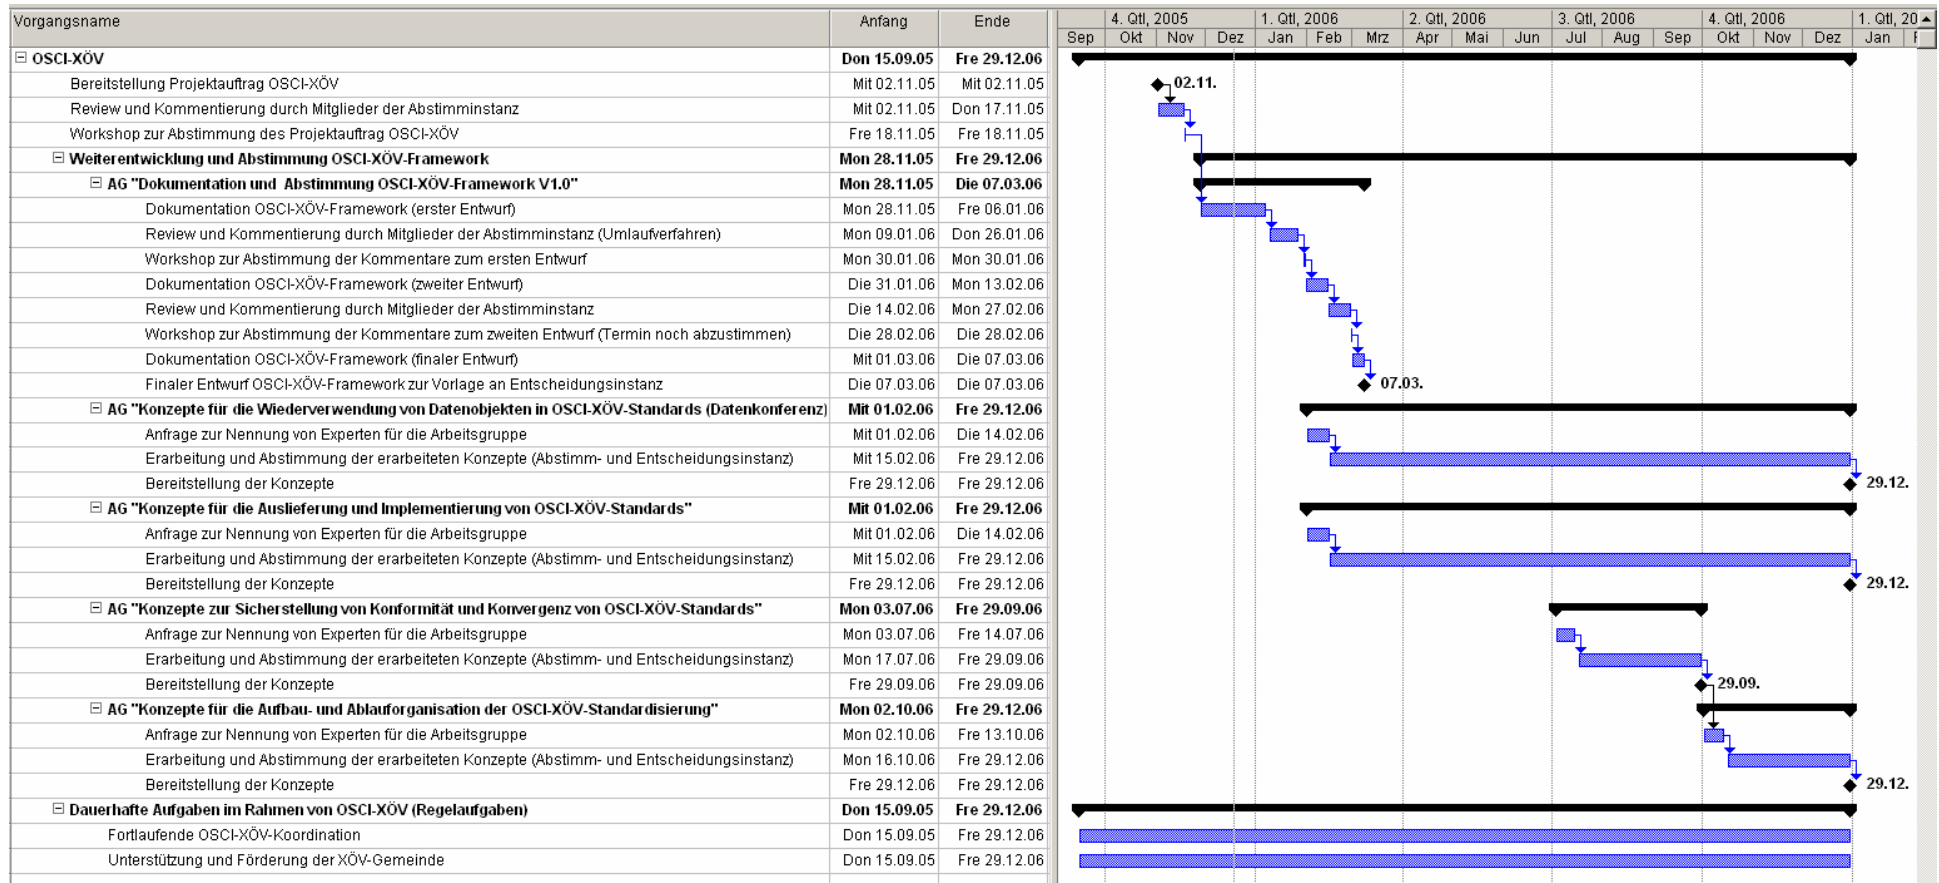 Vorgangsname Anfang Ende 4. Qtl, 2005 1. Qtl, 2006 2. Qtl, 2006 3. Qtl, 2006 4. Qtl, 2006 1. Qtl, 20
Sep Okt Nov Dez Jan Feb Mrz Apr Mai Jun Jul Aug Sep Okt Nov Dez Jan F
OSCI-XÖV Don 15.09.05 Fre 29.12.06
Bereitstellung Projektauftrag OSCI-XÖV Mit 02.11.05 Mit 02.11.05 02.11.
Review und Kommentierung durch Mitglieder der Abstimminstanz Mit 02.11.05 Don 17.11.05
Workshop zur Abstimmung des Projektauftrag OSCI-XÖV Fre 18.11.05 Fre 18.11.05
Weiterentwicklung und Abstimmung OSCI-XÖV-Framework Mon 28.11.05 Fre 29.12.06
AG "Dokumentation und Abstimmung OSCI-XÖV-Framework V1.0" Mon 28.11.05 Die 07.03.06
Dokumentation OSCI-XÖV-Framework (erster Entwurf) Mon 28.11.05 Fre 06.01.06
Review und Kommentierung durch Mitglieder der Abstimminstanz (Umlaufverfahren) Mon 09.01.06 Don 26.01.06
Workshop zur Abstimmung der Kommentare zum ersten Entwurf Mon 30.01.06 Mon 30.01.06
Dokumentation OSCI-XÖV-Framework (zweiter Entwurf) Die 31.01.06 Mon 13.02.06
Review und Kommentierung durch Mitglieder der Abstimminstanz Die 14.02.06 Mon 27.02.06
Workshop zur Abstimmung der Kommentare zum zweiten Entwurf (Termin noch abzustimmen) Die 28.02.06 Die 28.02.06
Dokumentation OSCI-XÖV-Framework (finaler Entwurf) Mit 01.03.06 Die 07.03.06
Finaler Entwurf OSCI-XÖV-Framework zur Vorlage an Entscheidungsinstanz Die 07.03.06 Die 07.03.06 07.03.
AG "Konzepte für die Wiederverwendung von Datenobjekten in OSCI-XÖV-Standards (Datenkonferenz) Mit 01.02.06 Fre 29.12.06
Anfrage zur Nennung von Experten für die Arbeitsgruppe Mit 01.02.06 Die 14.02.06
Erarbeitung und Abstimmung der erarbeiteten Konzepte (Abstimm- und Entscheidungsinstanz) Mit 15.02.06 Fre 29.12.06
Bereitstellung der Konzepte Fre 29.12.06 Fre 29.12.06 29.12.
AG "Konzepte für die Auslieferung und Implementierung von OSCI-XÖV-Standards" Mit 01.02.06 Fre 29.12.06
Anfrage zur Nennung von Experten für die Arbeitsgruppe Mit 01.02.06 Die 14.02.06
Erarbeitung und Abstimmung der erarbeiteten Konzepte (Abstimm- und Entscheidungsinstanz) Mit 15.02.06 Fre 29.12.06
Bereitstellung der Konzepte Fre 29.12.06 Fre 29.12.06 29.12.
AG "Konzepte zur Sicherstellung von Konformität und Konvergenz von OSCI-XÖV-Standards" Mon 03.07.06 Fre 29.09.06
Anfrage zur Nennung von Experten für die Arbeitsgruppe Mon 03.07.06 Fre 14.07.06
Erarbeitung und Abstimmung der erarbeiteten Konzepte (Abstimm- und Entscheidungsinstanz) Mon 17.07.06 Fre 29.09.06
Bereitstellung der Konzepte Fre 29.09.06 Fre 29.09.06 29.09.
AG "Konzepte für die Aufbau- und Ablauforganisation der OSCI-XÖV-Standardisierung" Mon 02.10.06 Fre 29.12.06
Anfrage zur Nennung von Experten für die Arbeitsgruppe Mon 02.10.06 Fre 13.10.06
Erarbeitung und Abstimmung der erarbeiteten Konzepte (Abstimm- und Entscheidungsinstanz) Mon 16.10.06 Fre 29.12.06
Bereitstellung der Konzepte Fre 29.12.06 Fre 29.12.06 29.12.
Dauerhafte Aufgaben im Rahmen von OSCI-XÖV (Regelaufgaben) Don 15.09.05 Fre 29.12.06
Fortlaufende OSCI-XÖV-Koordination Don 15.09.05 Fre 29.12.06
Unterstützung und Förderung der XÖV-Gemeinde Don 15.09.05 Fre 29.12.06